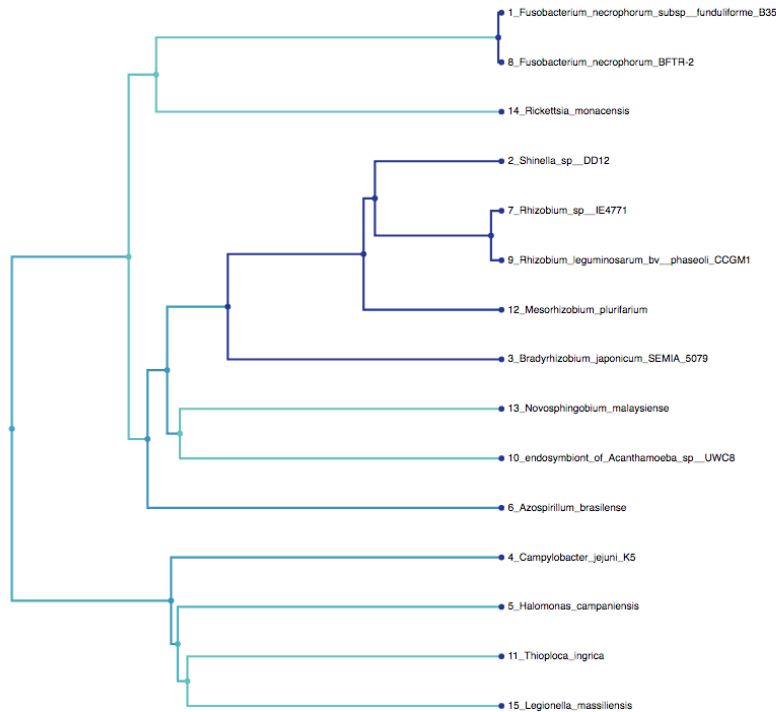 1_Fusobacterium_necrophorum_subsp__funduliforme_B35
8_Fusobacterium_necrophorum_BFTR-2
14_Rickettsia_monacensis
2_Shinella_sp__DD12
7_Rhizobium_sp__IE4771
9_Rhizobium_leguminosarum_bv__phaseoli_CCGM1
12_Mesorhizobium_plurifarium
3_Bradyrhizobium_japonicum_SEMIA_5079
13_Novosphingobium_malaysiense
10_endosymbiont_of_Acanthamoeba_sp__UWC8
6_Azospirillum_brasilense
4_Campylobacter_jejuni_K5
5_Halomonas_campaniensis
11_Thioploca_ingrica
15_Legionella_massiliensis